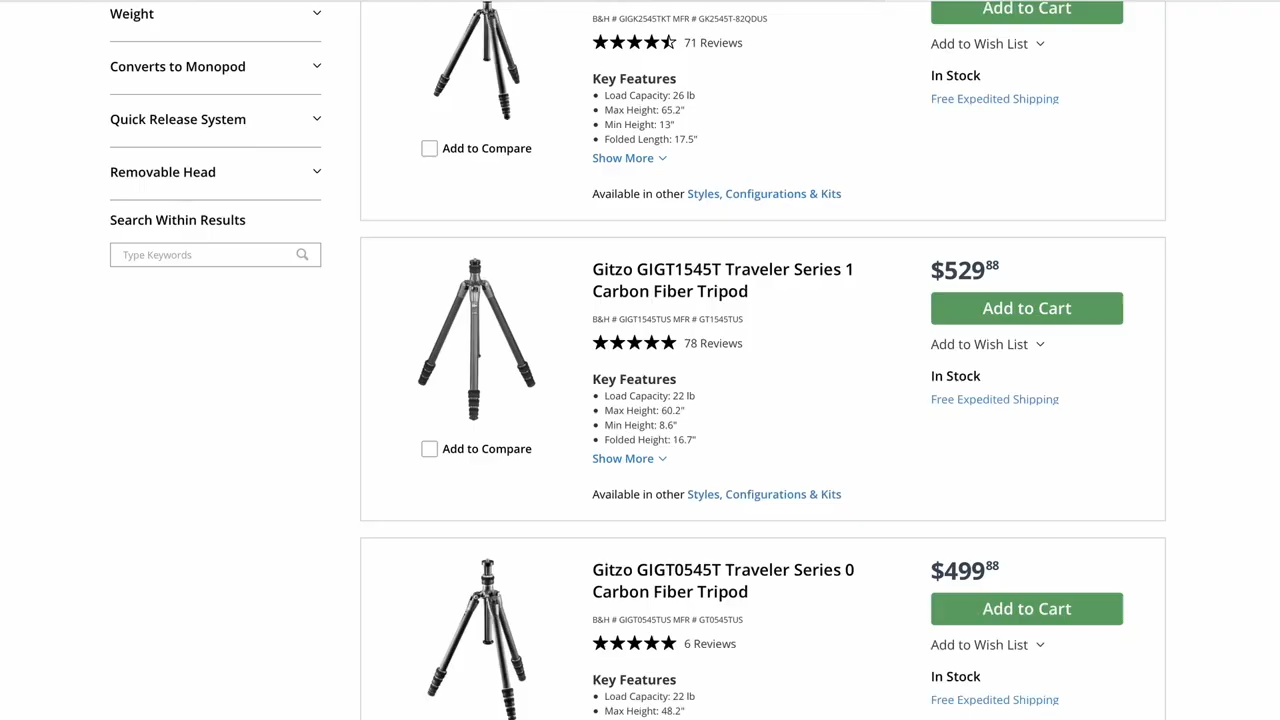 Weight
Converts to Monopod
Quick Release System
Removable Head
Search Within Results
Type Keywords
B&H # GIGK2545TKT MFR # GK2545T-82QDUS
71 Reviews
Key Features
Load Capacity: 26 lb
Max Height: 65.2"
Min Height: 13"
Folded Length: 17.5"
Show More
Available in other Styles, Configurations & Kits
Add to Compare
Add to Cart
Add to Wish List
In Stock
Free Expedited Shipping
Gitzo GIGT1545T Traveler Series 1
Carbon Fiber Tripod
B&H # GIGT1545TUS MFR # GT1545TUS
78 Reviews
Key Features
Load Capacity: 22 lb
Max Height: 60.2"
Min Height: 8.6"
Folded Height: 16.7"
Show More
Available in other Styles, Configurations & Kits
Add to Compare
$529 88
Add to Cart
Add to Wish List
In Stock
Free Expedited Shipping
Gitzo GIGT0545T Traveler Series 0
Carbon Fiber Tripod
B&H # GIGT0545TUS MFR # GT0545TUS
6 Reviews
Key Features
Load Capacity: 22 lb
Max Height: 48.2"
$499 88
Add to Cart
Add to Wish List
In Stock
Free Expedited Shipping